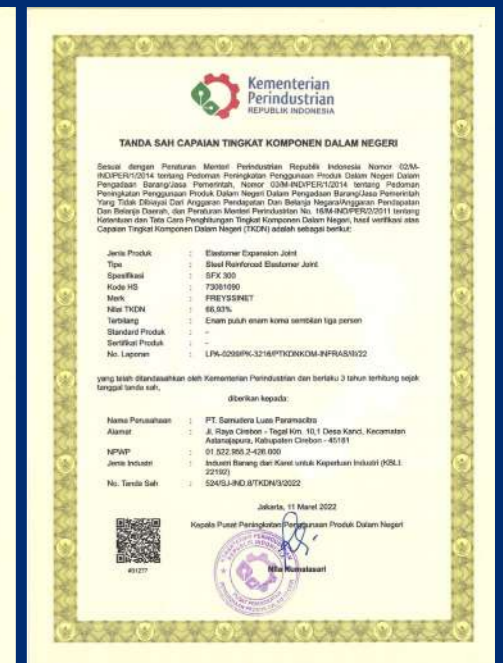 Kementerian
Perindustrian
REPUBLIK INDONESIA
TANDA SAH CAPAIAN TINGKAT KOMPONEN DALAM NEGERI
Sesuai dengan Peraturan Menteri Perindustrian Republik Indonesia Nomor 02/M-
IND/PER/1/2014 tentang Pedoman Peningkatan Penggunaan Produk Dalam Negeri Dalam
Pengadaan Barang/Jasa Pemerintah, Nomor 03/M-IND/PER/1/2014 tentang Pedoman
Peningkatan Penggunaan Produk Dalam Negeri Dalam Pengadaan Barang/Jasa Pemerintah
Yang Tidak Dibiayai Dari Anggaran Pendapatan Dan Belanja Negara/Anggaran Pendapatan
Dan Belanja Daerah, dan Peraturan Menteri Perindustrian No. 16/M-IND/PER/2/2011 tentang
Ketentuan dan Tata Cara Penghitungan Tingkat Komponen Dalam Negeri, hasil verifikasi atas
Capaian Tingkat Komponen Dalam Negeri (TKDN) adalah sebagai berikut:
Jenis Produk : Elastomer Expansion Joint
Tipe : Steel Reinforced Elastomer Joint
Spesifikasi : SFX 300
Kode HS : 73081090
Merk : FREYSSINET
Nilai TKDN : 66,93%
Terbilang : Enam puluh enam koma sembilan tiga persen
Standard Produk : -
Sertifikat Produk : -
No. Laporan :
yang telah ditandasahkan oleh Kementerian Perindustrian dan berlaku 3 tahun terhitung sejak
tanggal tanda sah,
diberikan kepada:
Nama Perusahaan : PT. Samudera Luas Paramacitra
Alamat : Jl. Raya Cirebon - Tegal Km. 10,1 Desa Kanci, Kecamatan
Astanajapura, Kabupaten Cirebon - 45181
NPWP : 01.522.955.2-426.000
Jenis Industri : Industri Barang dari Karet untuk Keperluan Industri (KBLI:
22192)
No. Tanda Sah : 524/SJ-IND.8/TKDN/3/2022
Jakarta, 11 Maret 2022
Kepala Pusat Peningkatan Penggunaan Produk Dalam Negeri
#31277
Nila Kumalasari